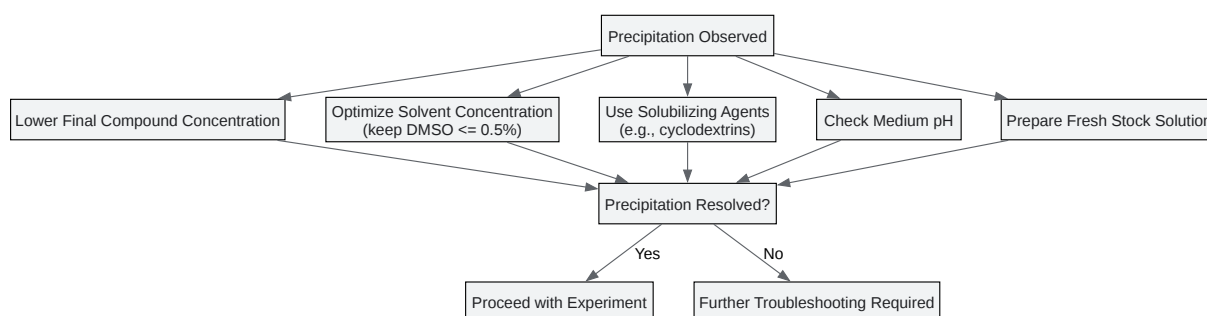 Precipitation Observed
Lower Final Compound Concentration
Optimize Solvent Concentration
(keep DMSO <= 0.5%)
Use Solubilizing Agents
(e.g., cyclodextrins)
Check Medium pH
Prepare Fresh Stock Solution
Precipitation Resolved?
Yes
No
Proceed with Experiment
Further Troubleshooting Required